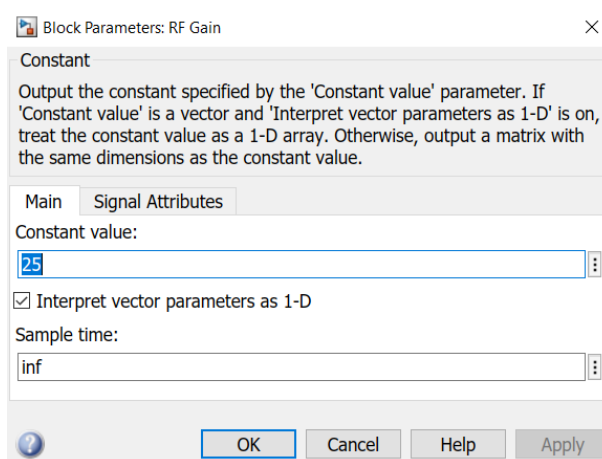 Block Parameters: RF Gain
Constant
Output the constant specified by the 'Constant value' parameter. If
'Constant value' is a vector and 'Interpret vector parameters as 1-D' is on,
treat the constant value as a 1-D array. Otherwise, output a matrix with
the same dimensions as the constant value.
Main Signal Attributes
Constant value:
25
Interpret vector parameters as 1-D
Sample time:
inf
OK Cancel Help Apply